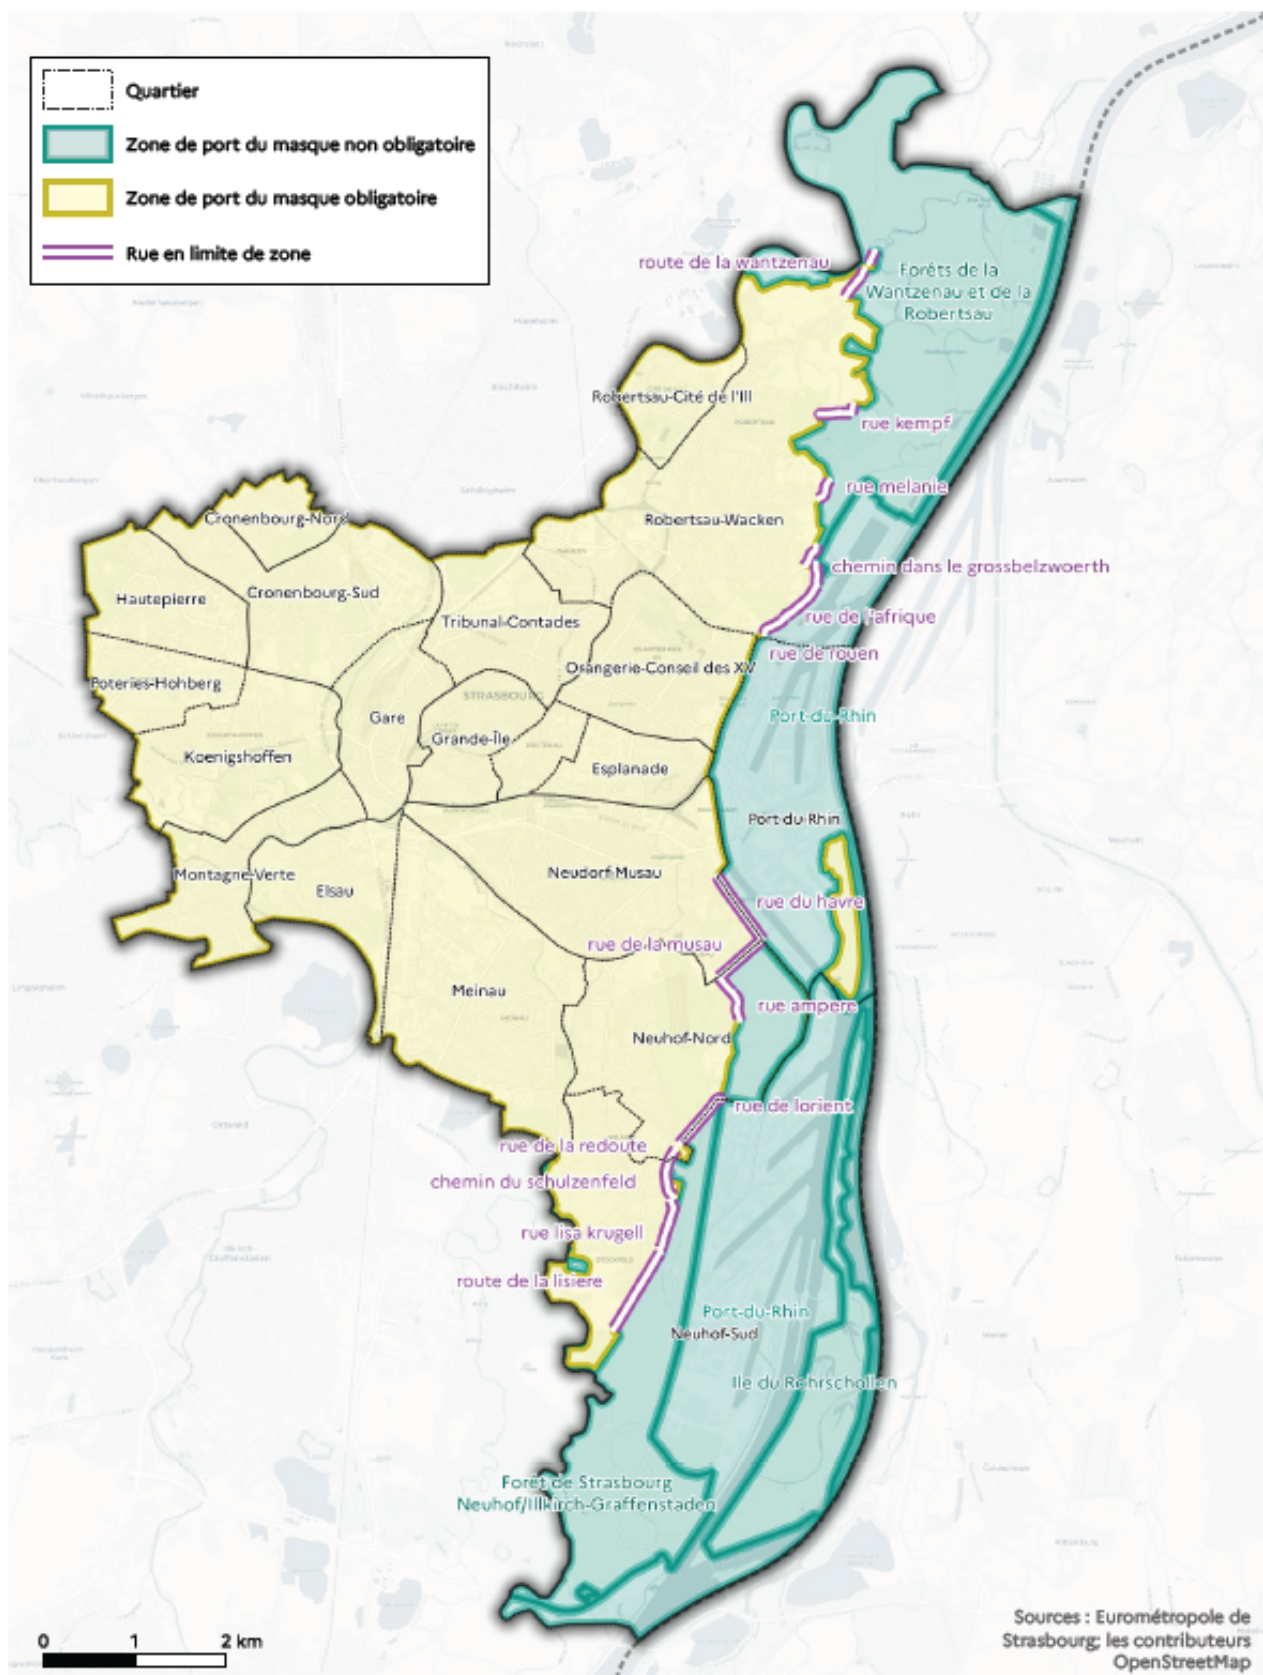 Quartier
Zone de port du masque non obligatoire
Zone de port du masque obligatoire
Rue en limite de zone
route de la wantzenau
Forêts de la
Wantzenau et de la
Robertsau
Robertsau-Cité de l'Ill
rue kempf
rue melanie
Cronenbourg-Nord
Robertsau-Wacken
chemin dans le grossbelzwoerth
Hautepierre
Cronenbourg-Sud
Tribunal-Contades
rue de l'afrique
rue de rouen
Orangerie-Conseil des XV
Poteries-Hohberg
STRASBOURG
Gare
Port-du-Rhin
Grande-Île
Koenigshoffen
Esplanade
Port-du-Rhin
Montagne-Verte
Elsau
Neudorf-Musau
rue du havre
rue de la musau
Meinau
rue ampere
Neuhof-Nord
rue de lorient
rue de la redoute
chemin du schulzenfeld
rue lisa krugell
route de la lisiere
Port-du-Rhin
Neuhof-Sud
Ile du Rohrschollen
Forêt de Strasbourg
Neuhof/Illkirch-Graffenstaden
0 1 2 km
Sources : Eurométropole de
Strasbourg; les contributeurs
OpenStreetMap